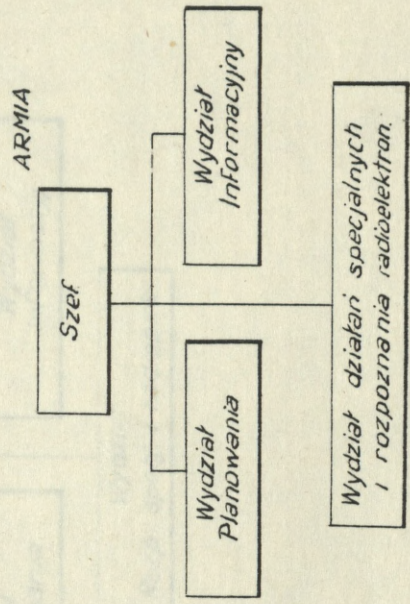 ARMIA
Szef
Wydział
Planowania
Wydział
Informacyjny
Wydział działań specjalnych
i rozpoznania radioelektron.